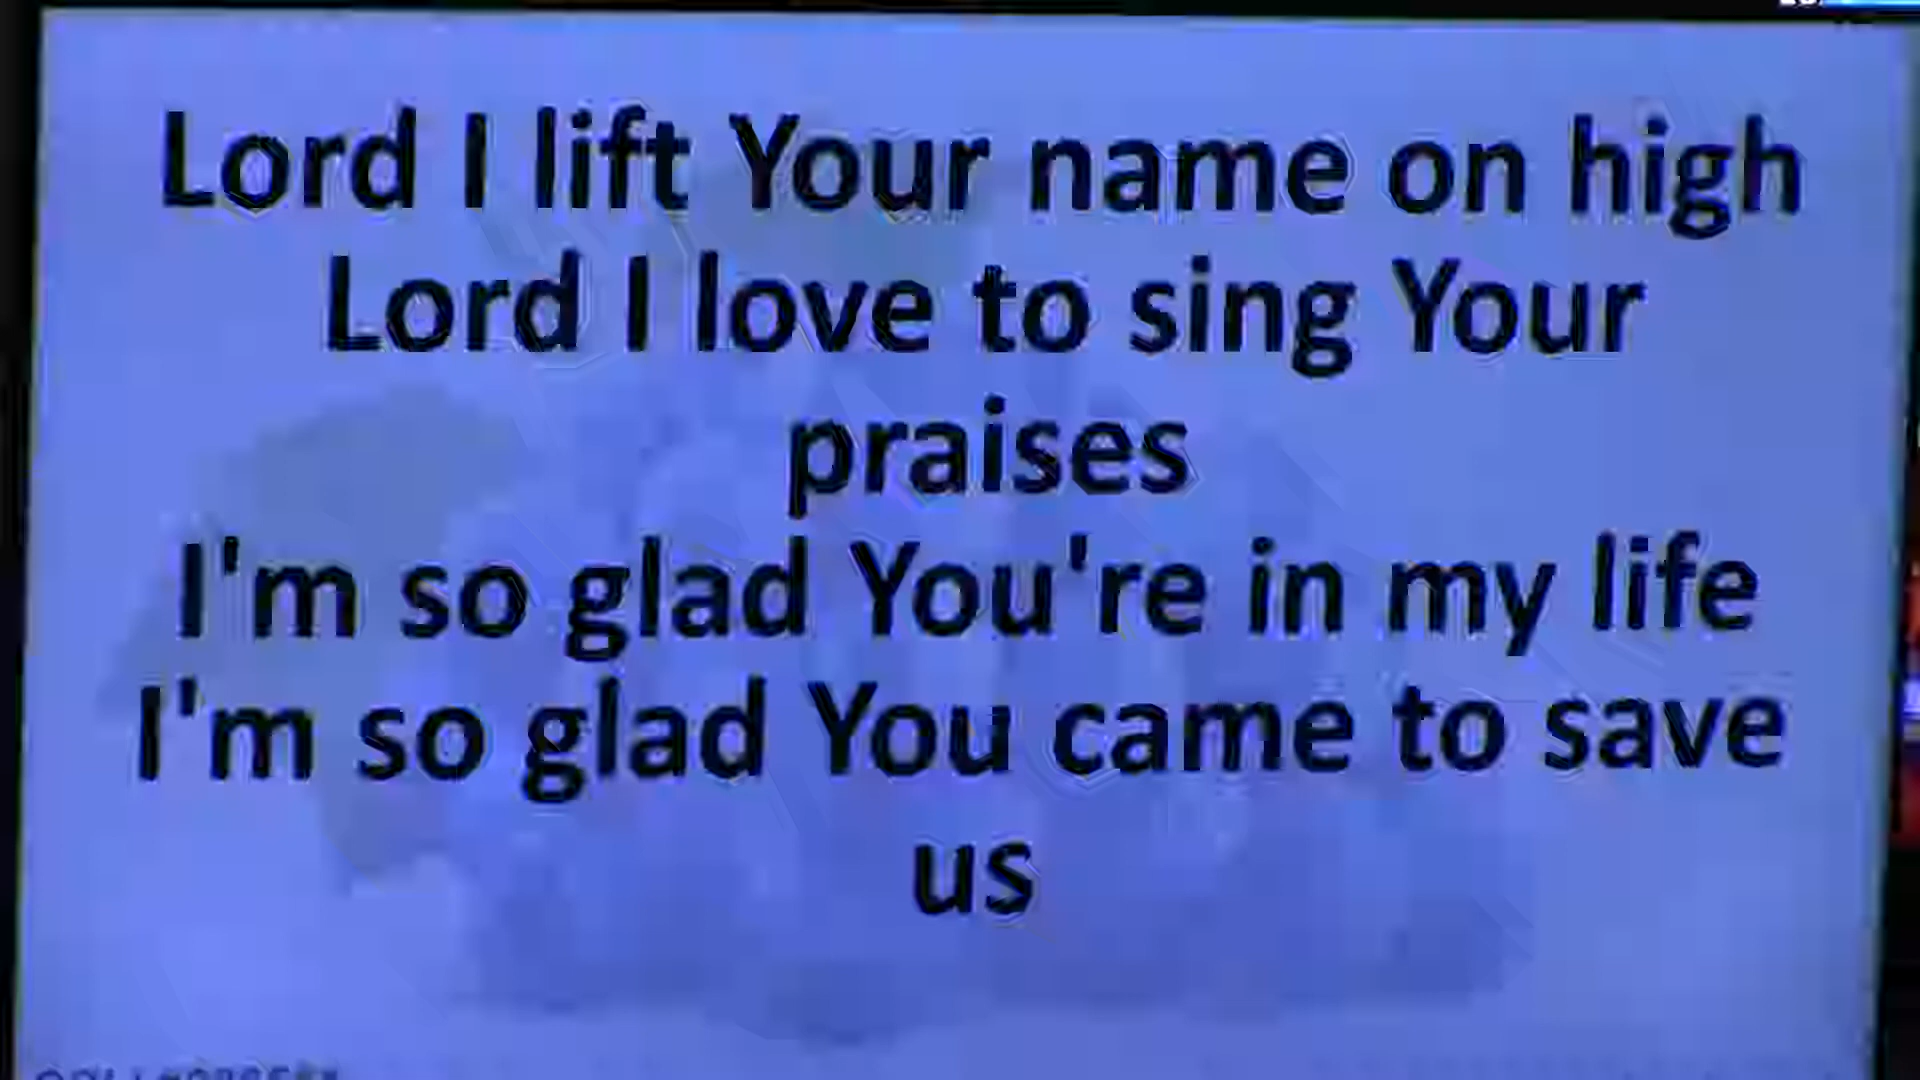 Lord I lift Your name on high
Lord I love to sing Your
praises
I'm so glad You're in my life
I'm so glad You came to save
us